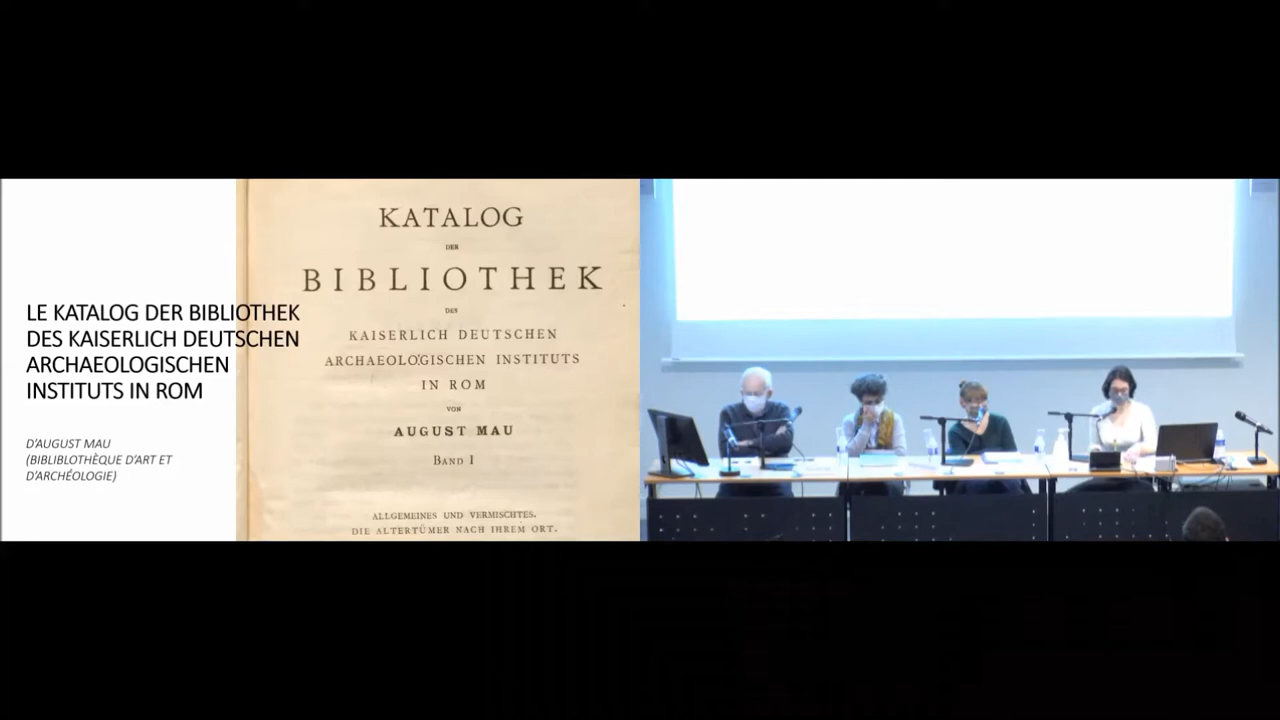 LE KATALOG DER BIBLIOTHEK
DES KAISERLICH DEUTSCHEN
ARCHAEOLOGISCHEN
INSTITUTS IN ROM
D'AUGUST MAU
(BIBLIBLOTHÈQUE D'ART ET
D'ARCHÉOLOGIE)
KATALOG
DER
BIBLIOTHEK
DES
KAISERLICH DEUTSCHEN
ARCHAEOLOGISCHEN INSTITUTS
IN ROM
VON
AUGUST MAU
BAND I
ALLGEMEINES UND VERMISCHTES.
DIE ALTERTÜMER NACH IHREM ORT.